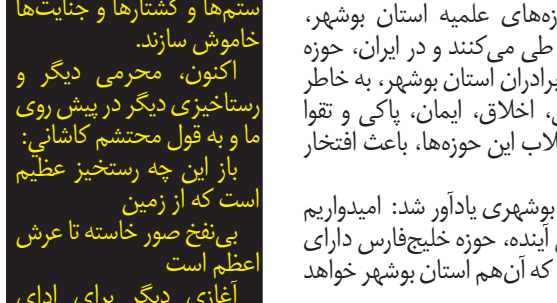 زه‌های علمیه استان بوشهر،
طی می‌کنند و در ایران، حوزه
برادران استان بوشهر، به خاطر
، اخلاق، ایمان، پاکی و تقوا
لاب این حوزه‌ها، باعث افتخار
بوشهری یادآور شد: امیدواریم
آینده، حوزه خلیج‌فارس دارای
که آن‌هم استان بوشهر خواهد
ستم‌ها و کشتارها و جنایت‌ها
خاموش سازند.
اکنون، محرمی دیگر و
رستاخیزی دیگر در پیش روی
ما و به قول محتشم کاشاني:
باز این چه رستخیز عظیم
است که از زمین
بی‌نفخ صور خاسته تا عرش
اعظم است
آغازی دیگر برای ادای